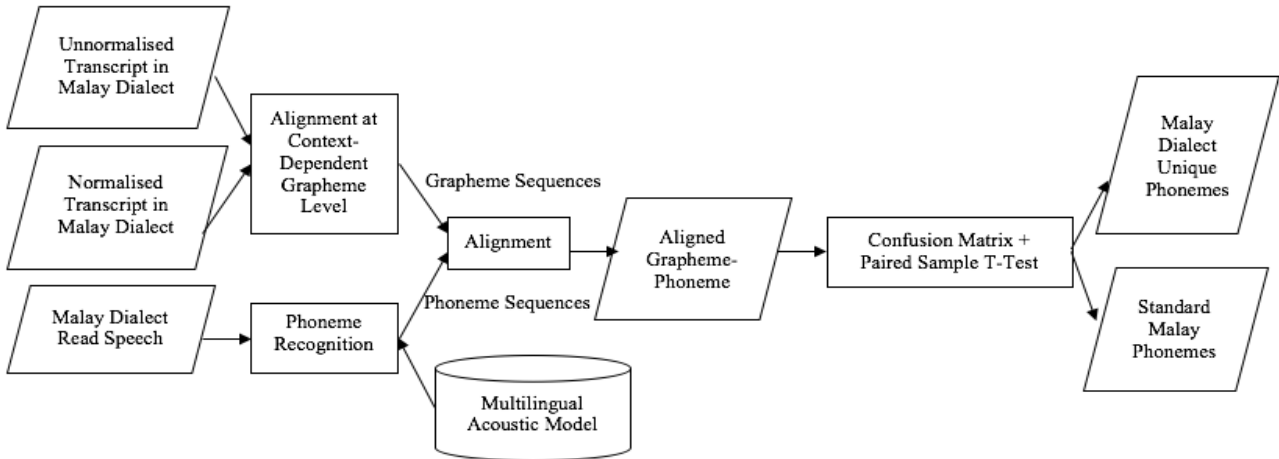 Unnormalised
Transcript in
Malay Dialect
Normalised
Transcript in
Malay Dialect
Malay Dialect
Read Speech
Alignment at
Context-
Dependent
Grapheme
Level
Phoneme
Recognition
Grapheme Sequences
Alignment
Phoneme Sequences
Multilingual
Acoustic Model
Aligned
Grapheme-
Phoneme
Confusion Matrix +
Paired Sample T-Test
Malay
Dialect
Unique
Phonemes
Standard
Malay
Phonemes